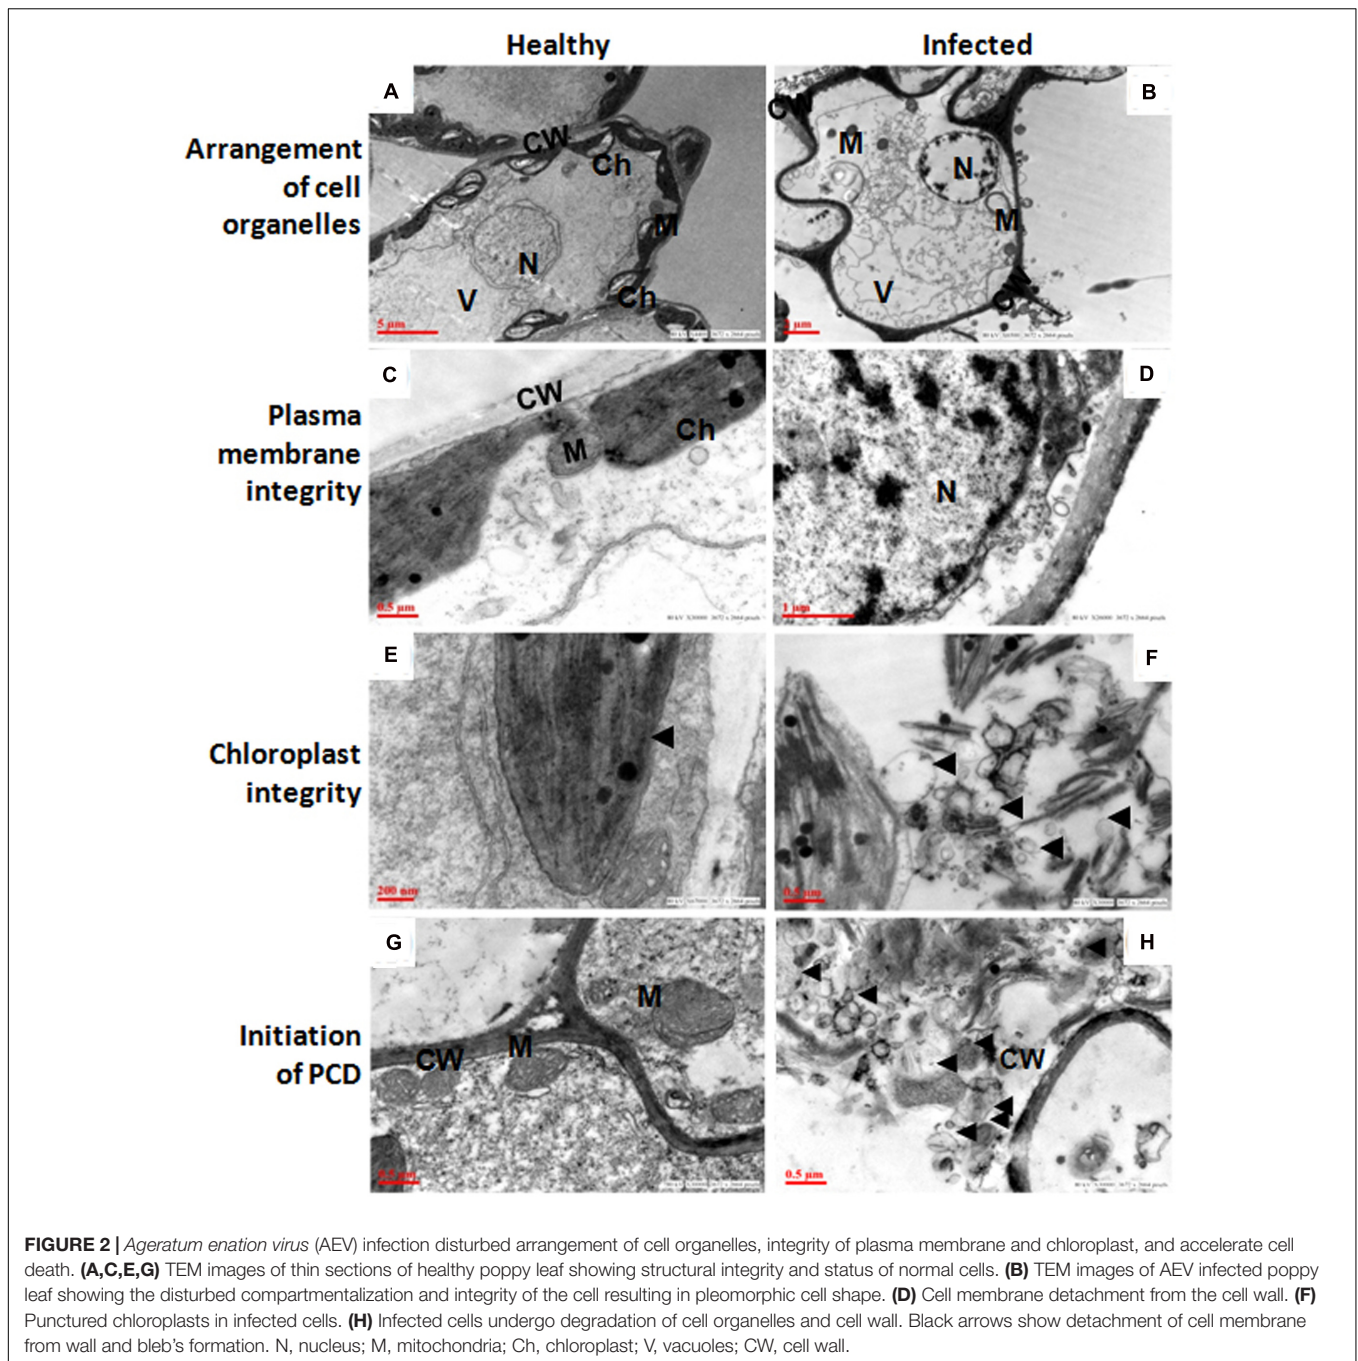 Healthy
Infected
Arrangement
of cell
organelles
A
CW
Ch
M
N
V
Ch
5 µm
B
CW
M
N
M
V
CW
µm
Plasma
membrane
integrity
C
CW
M
Ch
0.5 µm
D
N
1 µm
Chloroplast
integrity
E
200 nm
F
0.5 µm
Initiation
of PCD
G
M
CW
M
0.5 µm
H
CW
0.5 µm
FIGURE 2 | Ageratum enation virus (AEV) infection disturbed arrangement of cell organelles, integrity of plasma membrane and chloroplast, and accelerate cell
death. (A,C,E,G) TEM images of thin sections of healthy poppy leaf showing structural integrity and status of normal cells. (B) TEM images of AEV infected poppy
leaf showing the disturbed compartmentalization and integrity of the cell resulting in pleomorphic cell shape. (D) Cell membrane detachment from the cell wall. (F)
Punctured chloroplasts in infected cells. (H) Infected cells undergo degradation of cell organelles and cell wall. Black arrows show detachment of cell membrane
from wall and bleb's formation. N, nucleus; M, mitochondria; Ch, chloroplast; V, vacuoles; CW, cell wall.